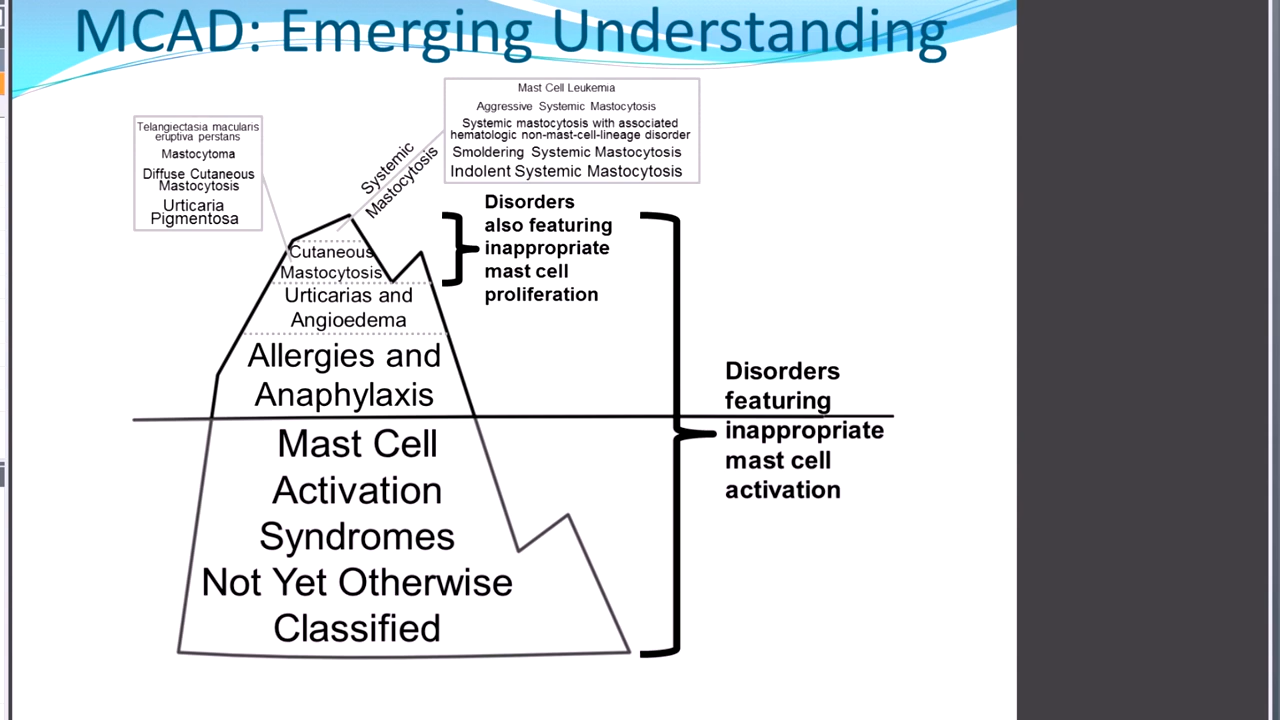 MCAD: Emerging Understanding
Mast Cell Leukemia
Aggressive Systemic Mastocytosis
Systemic mastocytosis with associated
hematologic non-mast-cell-lineage disorder
Smoldering Systemic Mastocytosis
Indolent Systemic Mastocytosis
Telangiectasia macularis
eruptiva perstans
Mastocytoma
Diffuse Cutaneous
Mastocytosis
Urticaria
Pigmentosa
Systemic
Mastocytosis
Disorders
also featuring
inappropriate
mast cell
proliferation
Cutaneous
Mastocytosis
Urticarias and
Angioedema
Allergies and
Anaphylaxis
Disorders
featuring
inappropriate
mast cell
activation
Mast Cell
Activation
Syndromes
Not Yet Otherwise
Classified